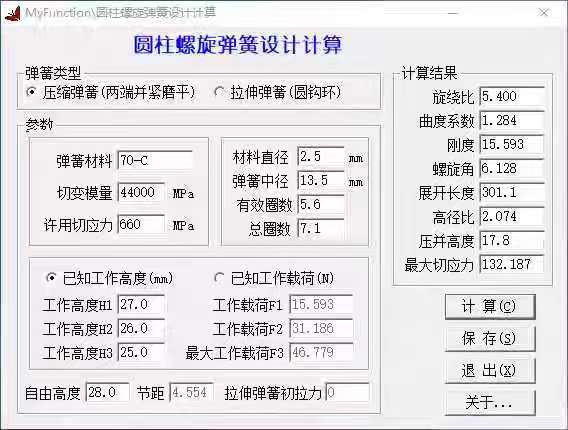 MyFunction\圆柱螺旋弹簧设计计算
圆柱螺旋弹簧设计计算
弹簧类型
压缩弹簧(两端并紧磨平) 拉伸弹簧(圆钩环)
参数
弹簧材料 70-C
切变模量 44000 MPa
许用切应力 660 MPa
材料直径 2.5 mm
弹簧中径 13.5 mm
有效圈数 5.6
总圈数 7.1
已知工作高度(mm) 已知工作载荷(N)
工作高度H1 27.0 工作载荷F1 15.593
工作高度H2 26.0 工作载荷F2 31.186
工作高度H3 25.0 最大工作载荷F3 46.779
自由高度 28.0 节距 4.554 拉伸弹簧初拉力 0
计算结果
旋绕比 5.400
曲度系数 1.284
刚度 15.593
螺旋角 6.128
展开长度 301.1
高径比 2.074
压并高度 17.8
最大切应力 132.187
计 算(C)
保 存(S)
退 出(X)
关于...